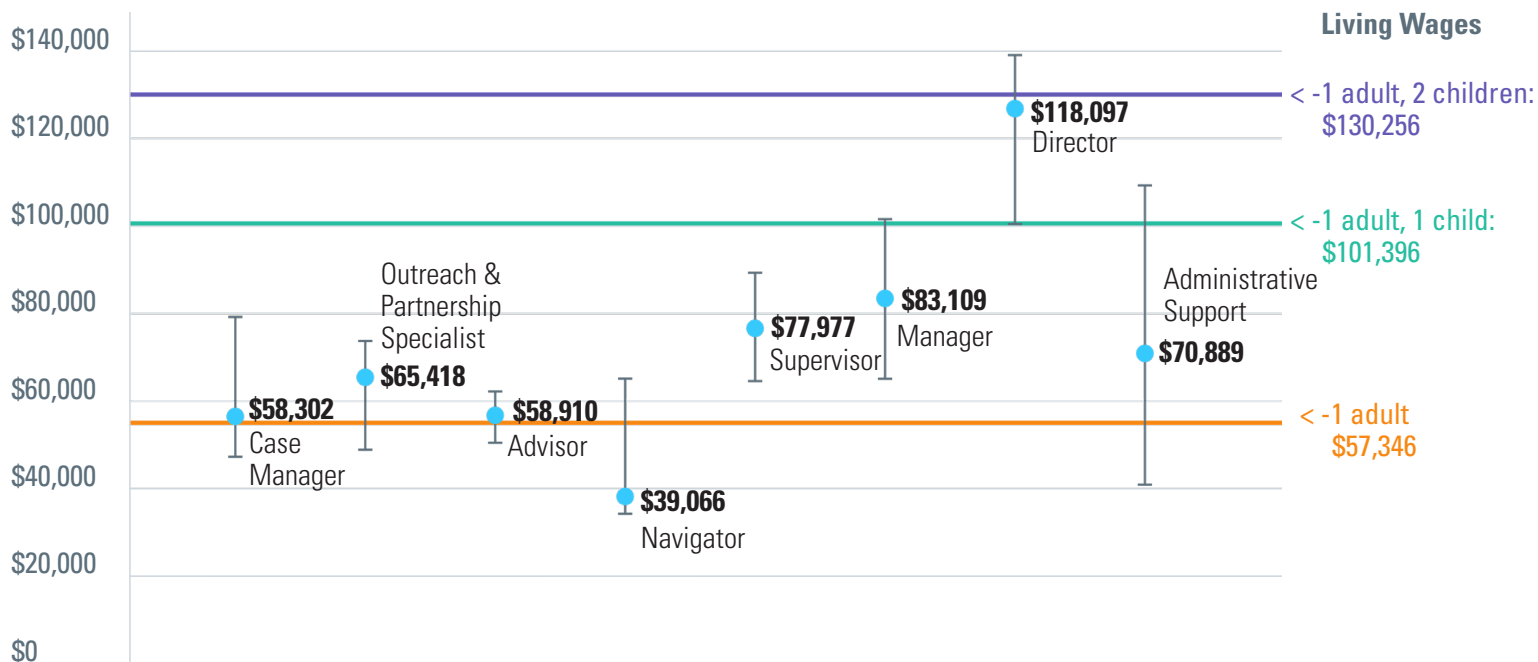 $140,000
$120,000
$100,000
$80,000
$60,000
$40,000
$20,000
$0
$58,302
Case
Manager
Outreach &
Partnership
Specialist
$65,418
$58,910
Advisor
$39,066
Navigator
$77,977
Supervisor
$83,109
Manager
$118,097
Director
Administrative
Support
$70,889
Living Wages
< -1 adult, 2 children:
$130,256
< -1 adult, 1 child:
$101,396
< -1 adult
$57,346